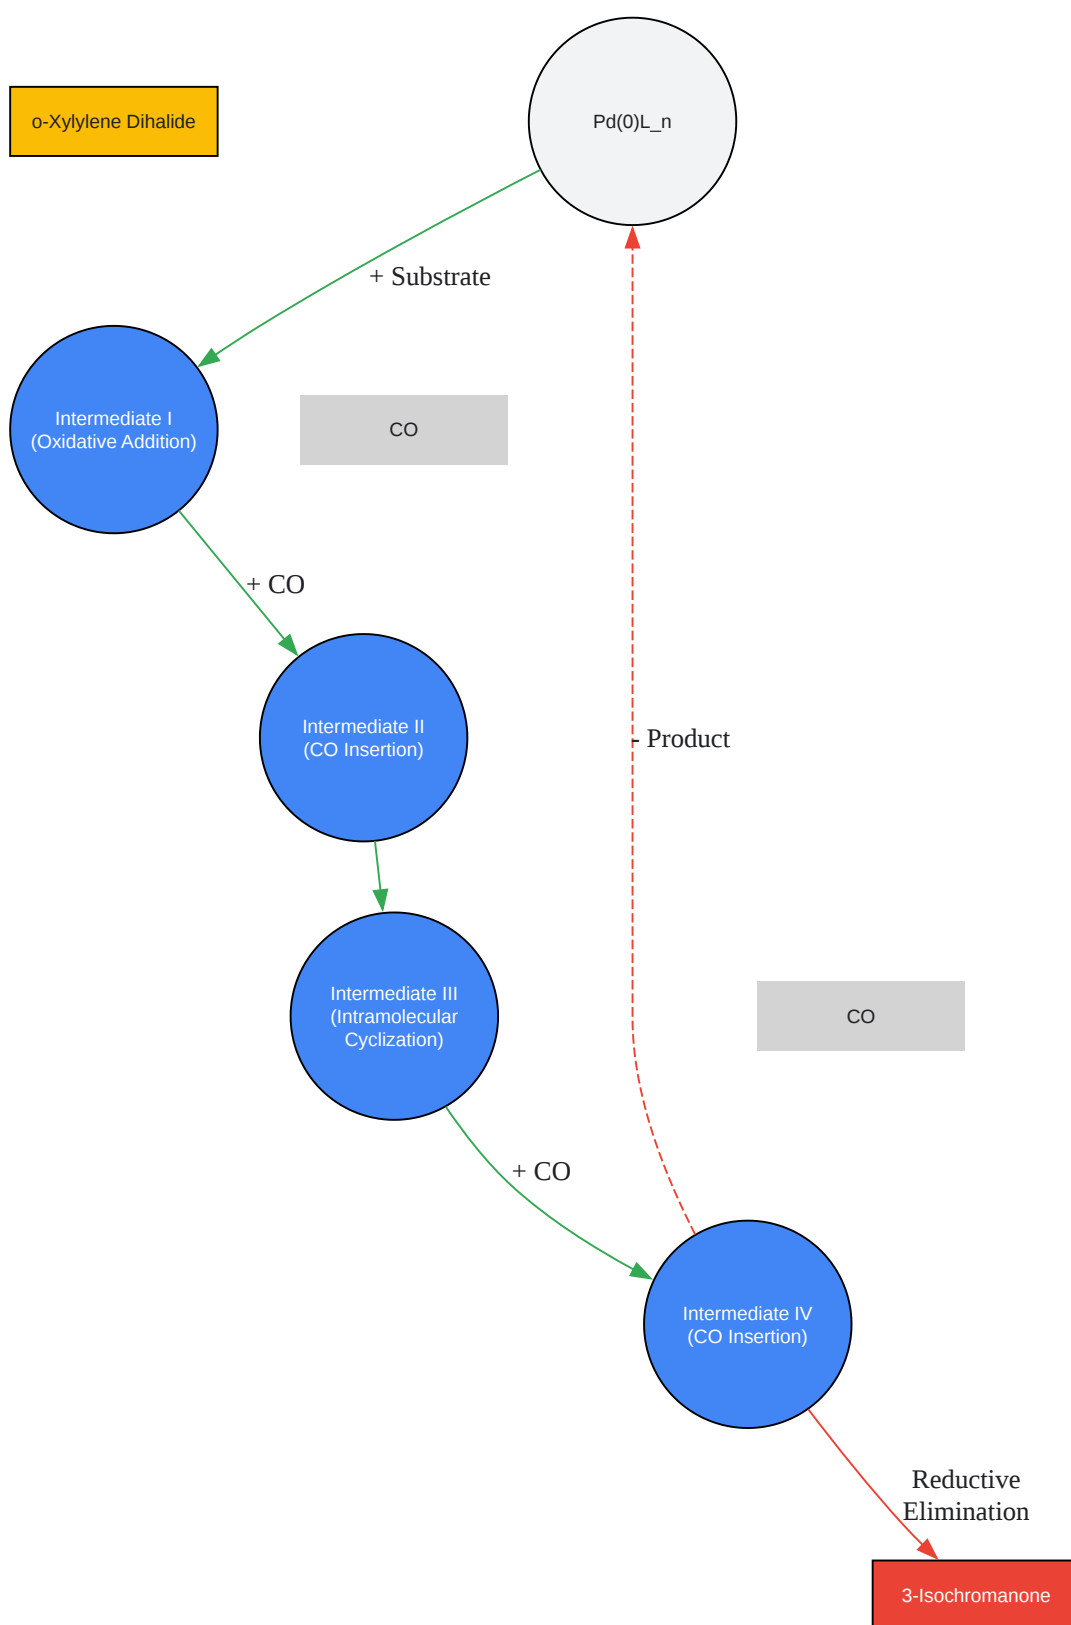 o-Xylylene Dihalide
Pd(0)L_n
+ Substrate
Intermediate I
(Oxidative Addition)
CO
+ CO
Intermediate II
(CO Insertion)
- Product
Intermediate III
(Intramolecular
Cyclization)
CO
+ CO
Intermediate IV
(CO Insertion)
Reductive
Elimination
3-Isochromanone